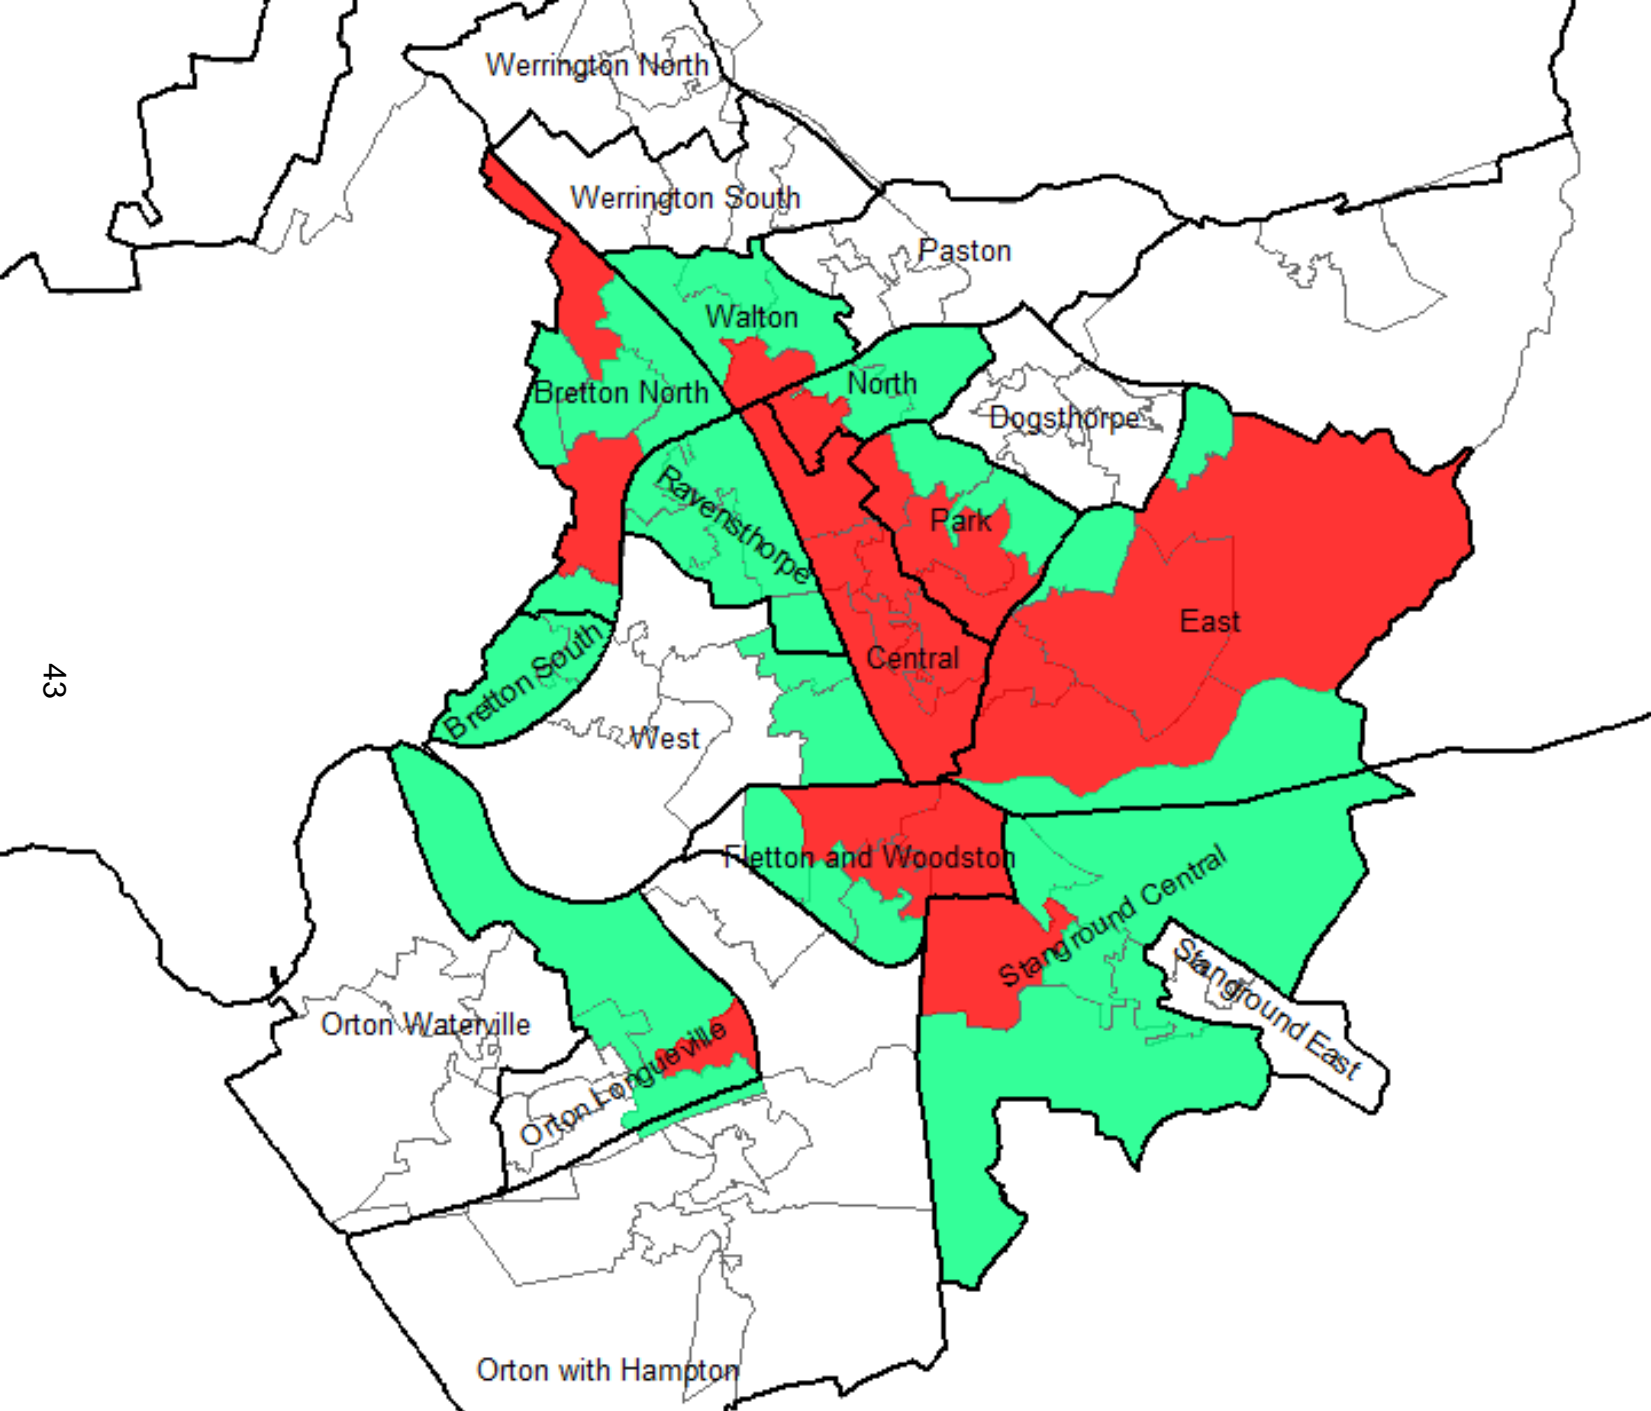 Werrington North
Werrington South
Paston
Walton
North
Bretton North
Dogsthorpe
Ravensthorpe
Park
East
Bretton South
Central
43
West
Fletton and Woodston
Stanground Central
Stanground East
Orton Waterville
Orton Longueville
Orton with Hampton